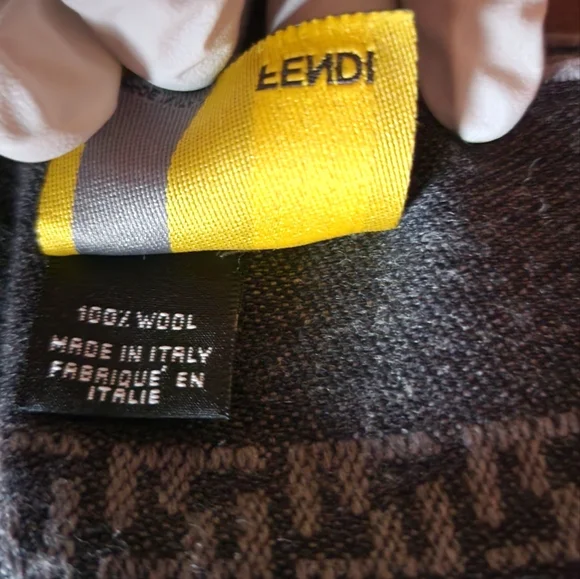 FENDI
100% WOOL
MADE IN ITALY
FABRIQUE' EN
ITALIE